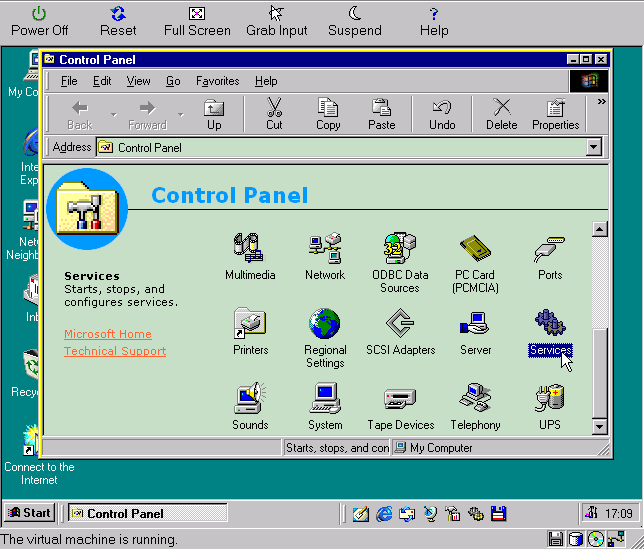 Power Off Reset Full Screen Grab Input Suspend Help
Control Panel
File Edit View Go Favorites Help
Back Forward Up Cut Copy Paste Undo Delete Properties »
Address Control Panel
My Co
Inte
Exp
Net
Neighb
Inb
Recyc
Connect to the
Internet
Control Panel
Services
Starts, stops, and
configures services.
Microsoft Home
Technical Support
Multimedia
Network
ODBC Data
Sources
PC Card
(PCMCIA)
Ports
Printers
Regional
Settings
SCSI Adapters
Server
Services
Sounds
System
Tape Devices
Telephony
UPS
Starts, stops, and con My Computer
Start Control Panel 17:09
The virtual machine is running.